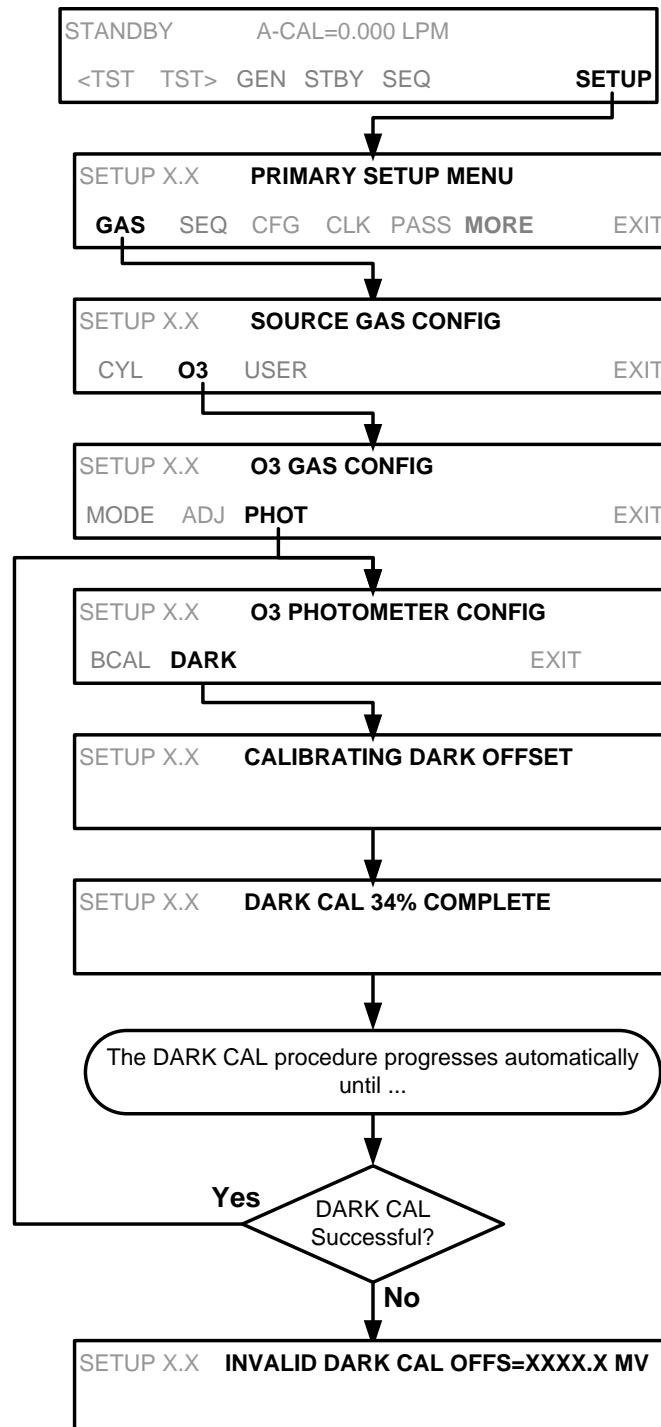 STANDBY A-CAL=0.000 LPM
<TST TST> GEN STBY SEQ SETUP
SETUP X.X PRIMARY SETUP MENU
GAS SEQ CFG CLK PASS MORE EXIT
SETUP X.X SOURCE GAS CONFIG
CYL O3 USER EXIT
SETUP X.X O3 GAS CONFIG
MODE ADJ PHOT EXIT
SETUP X.X O3 PHOTOMETER CONFIG
BCAL DARK EXIT
SETUP X.X CALIBRATING DARK OFFSET
SETUP X.X DARK CAL 34% COMPLETE
The DARK CAL procedure progresses automatically
until ...
Yes
DARK CAL
Successful?
No
SETUP X.X INVALID DARK CAL OFFS=XXXX.X MV